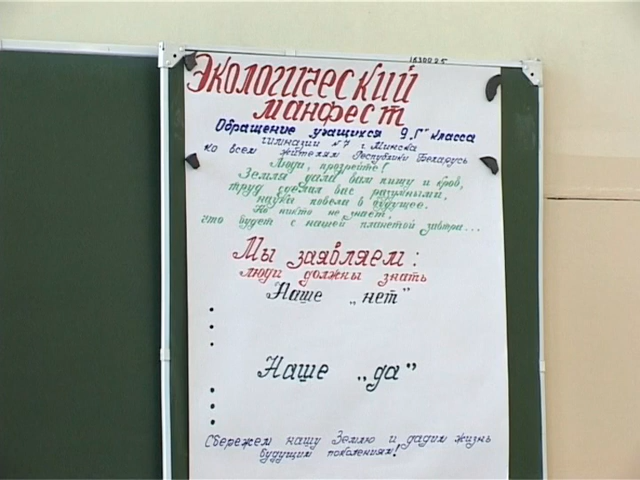 Экологический
манфест
Обращение учащихся 9 "Г" класса
гимназии №7 г. Минска
ко всем жителям Республики Беларусь
Люди, прозрейте!
Земля дала вам пищу и кров,
труд сделал вас разумными,
наука повела в будущее.
Но никто не знает,
что будет с нашей планетой завтра...
Мы заявляем:
люди должны знать
Наше "нет"
Наше "да"
Сбережем нашу Землю и дадим жизнь
будущим поколениям!